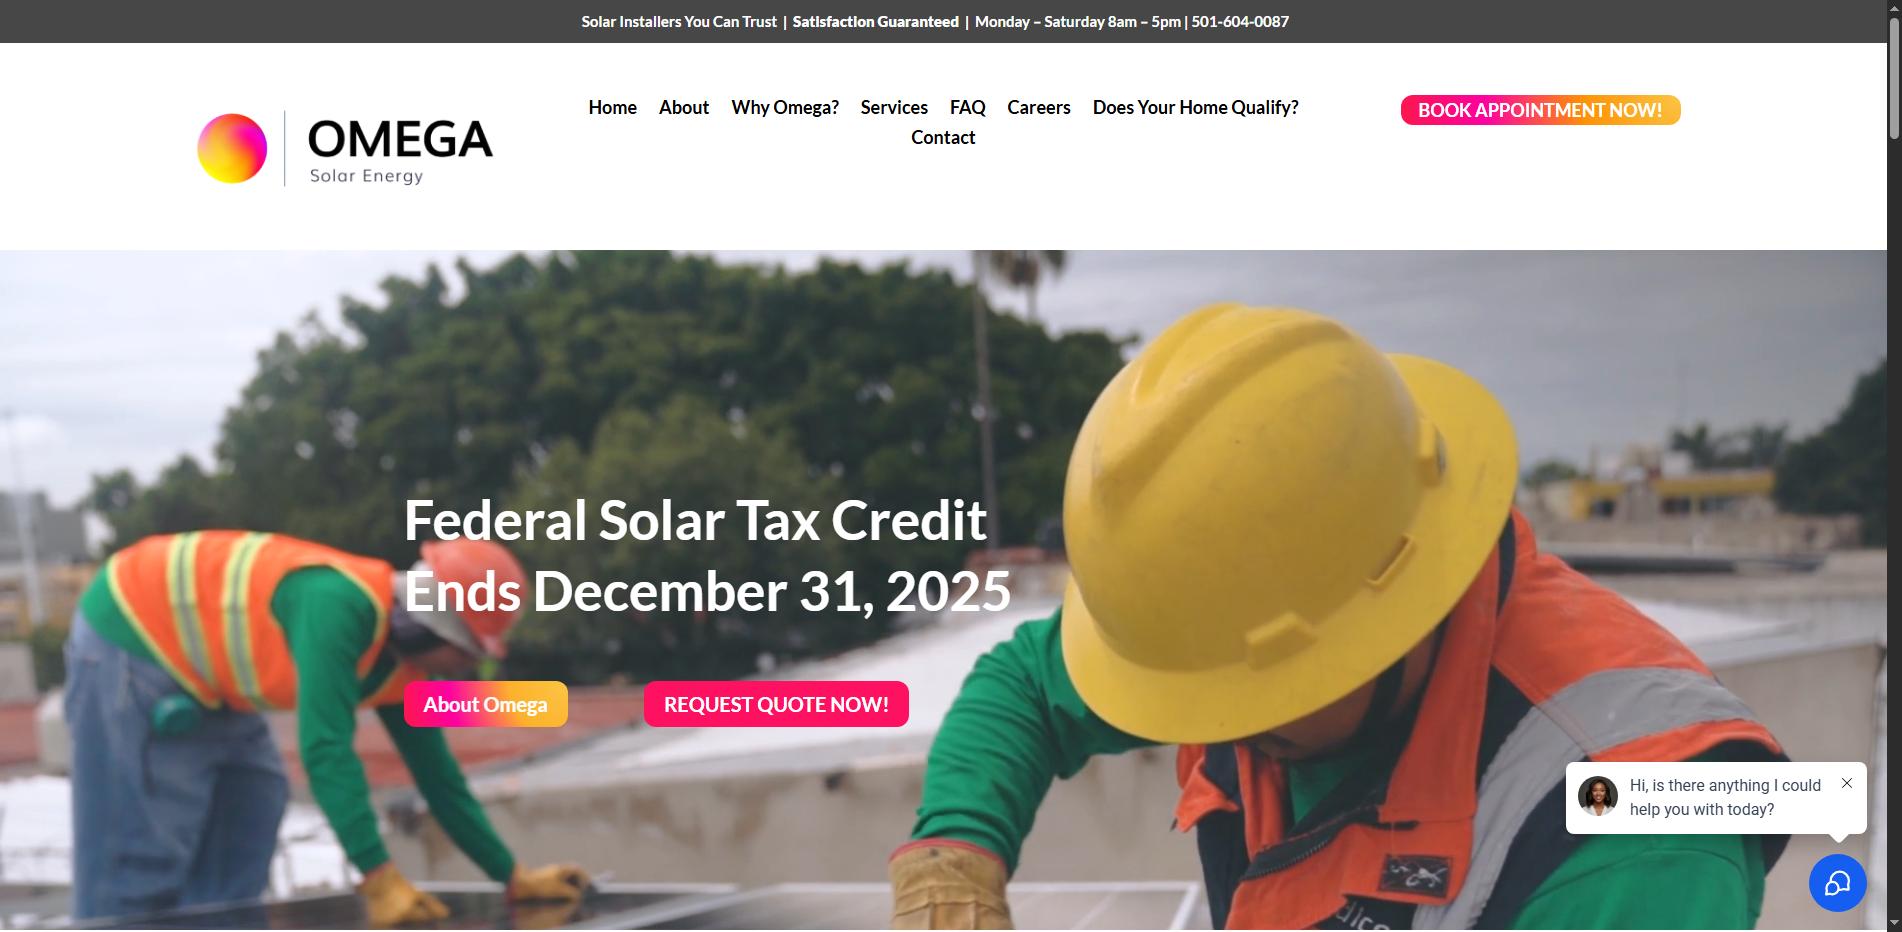 Solar Installers You Can Trust | Satisfaction Guaranteed | Monday – Saturday 8am – 5pm | 501-604-0087
OMEGA
Solar Energy
Home About Why Omega? Services FAQ Careers Does Your Home Qualify?
Contact
BOOK APPOINTMENT NOW!
Federal Solar Tax Credit
Ends December 31, 2025
About Omega
REQUEST QUOTE NOW!
Hi, is there anything I could
help you with today?